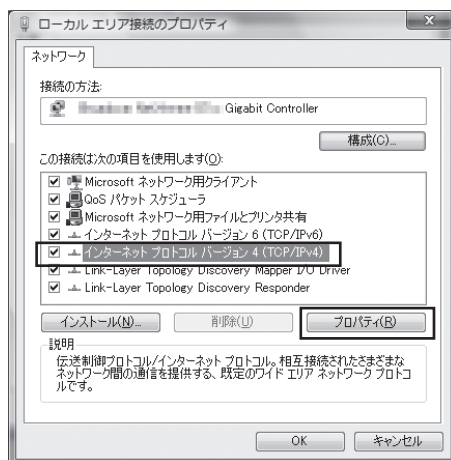 ローカル エリア接続のプロパティ
X
ネットワーク
接続の方法:
Gigabit Controller
構成(C)...
この接続は次の項目を使用します(O):
Microsoft ネットワーク用クライアント
QoS パケット スケジューラ
Microsoft ネットワーク用ファイルとプリンタ共有
インターネット プロトコル バージョン 6 (TCP/IPv6)
インターネット プロトコル バージョン 4 (TCP/IPv4)
Link-Layer Topology Discovery Mapper I/O Driver
Link-Layer Topology Discovery Responder
インストール(N)... 削除(U) プロパティ(R)
説明
伝送制御プロトコル/インターネット プロトコル。相互接続されたさまざまな
ネットワーク間の通信を提供する、既定のワイド エリア ネットワーク プロトコ
ルです。
OK キャンセル